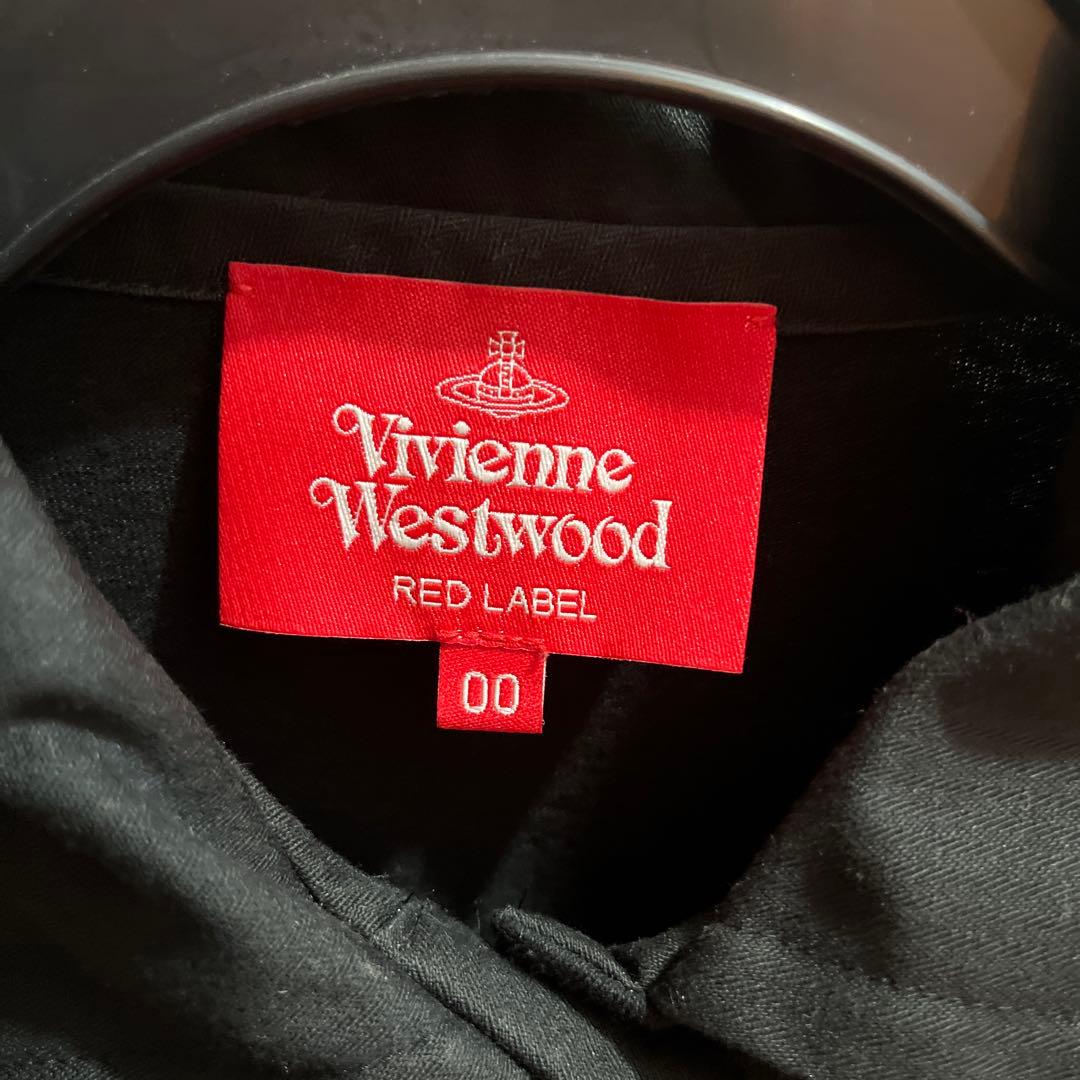 Vivienne
Westwood
RED LABEL
00